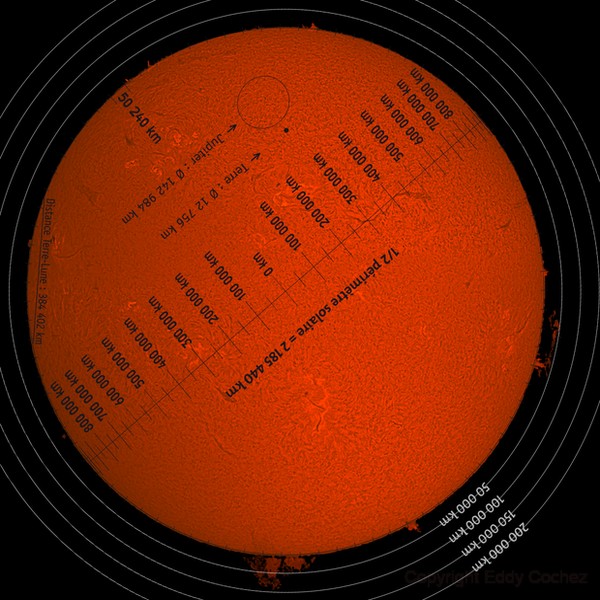 50 240 km
Jupiter : Ø 142 984 km
Terre : Ø 12 756 km
Distance Terre-Lune : 384 402 km
800 000 km
700 000 km
600 000 km
500 000 km
400 000 km
300 000 km
200 000 km
100 000 km
0 km
100 000 km
200 000 km
300 000 km
400 000 km
500 000 km
600 000 km
700 000 km
800 000 km
1/2 périmètre solaire = 2 185 440 km
50 000 km
100 000 km
150 000 km
200 000 km
Copyright Eddy Cochez